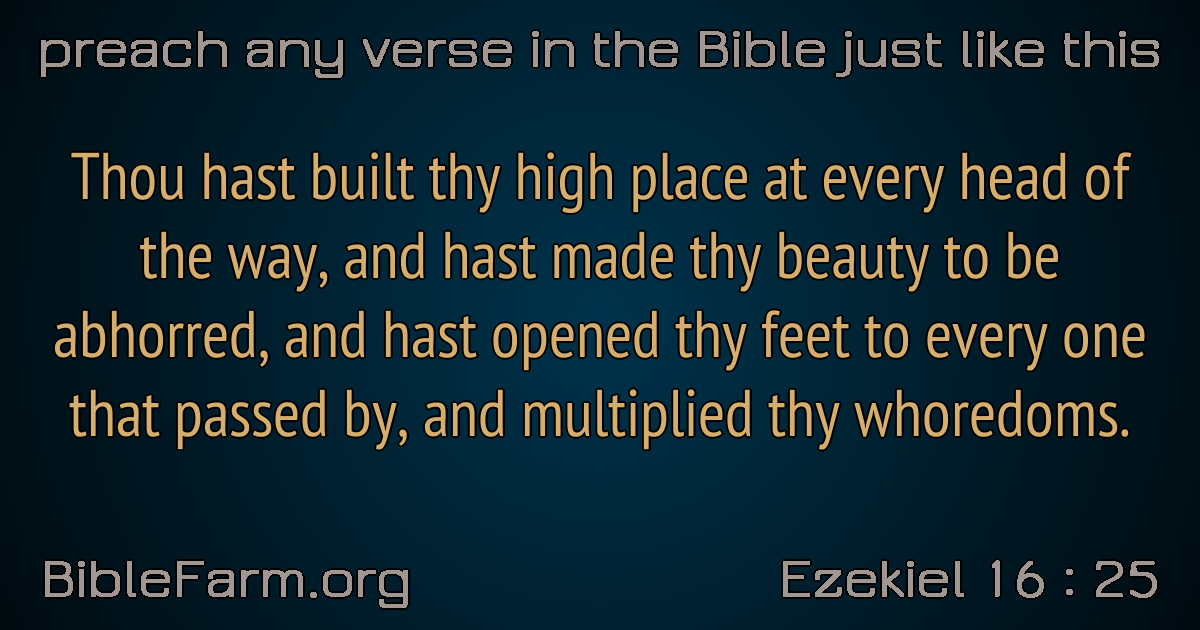 preach any verse in the Bible just like this
Thou hast built thy high place at every head of
the way, and hast made thy beauty to be
abhorred, and hast opened thy feet to every one
that passed by, and multiplied thy whoredoms.
BibleFarm.org
Ezekiel 16 : 25